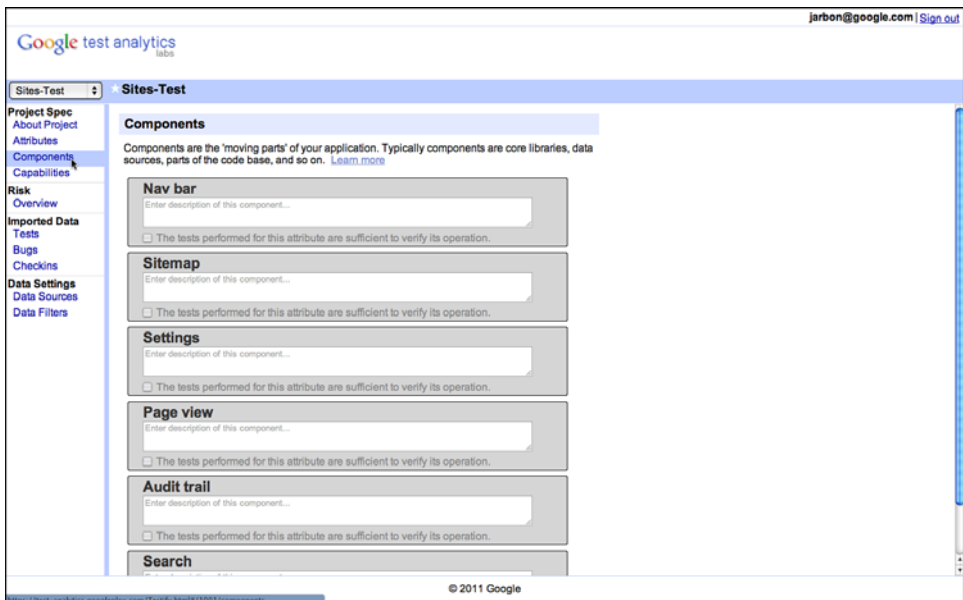 jarbon@google.com | Sign out
Google test analytics
labs
Sites-Test
Sites-Test
Project Spec
About Project
Attributes
Components
Capabilities
Risk
Overview
Imported Data
Tests
Bugs
Checkins
Data Settings
Data Sources
Data Filters
Components
Components are the 'moving parts' of your application. Typically components are core libraries, data
sources, parts of the code base, and so on. Learn more
Nav bar
Enter description of this component...
The tests performed for this attribute are sufficient to verify its operation.
Sitemap
Enter description of this component...
The tests performed for this attribute are sufficient to verify its operation.
Settings
Enter description of this component...
The tests performed for this attribute are sufficient to verify its operation.
Page view
Enter description of this component...
The tests performed for this attribute are sufficient to verify its operation.
Audit trail
Enter description of this component...
The tests performed for this attribute are sufficient to verify its operation.
Search
© 2011 Google